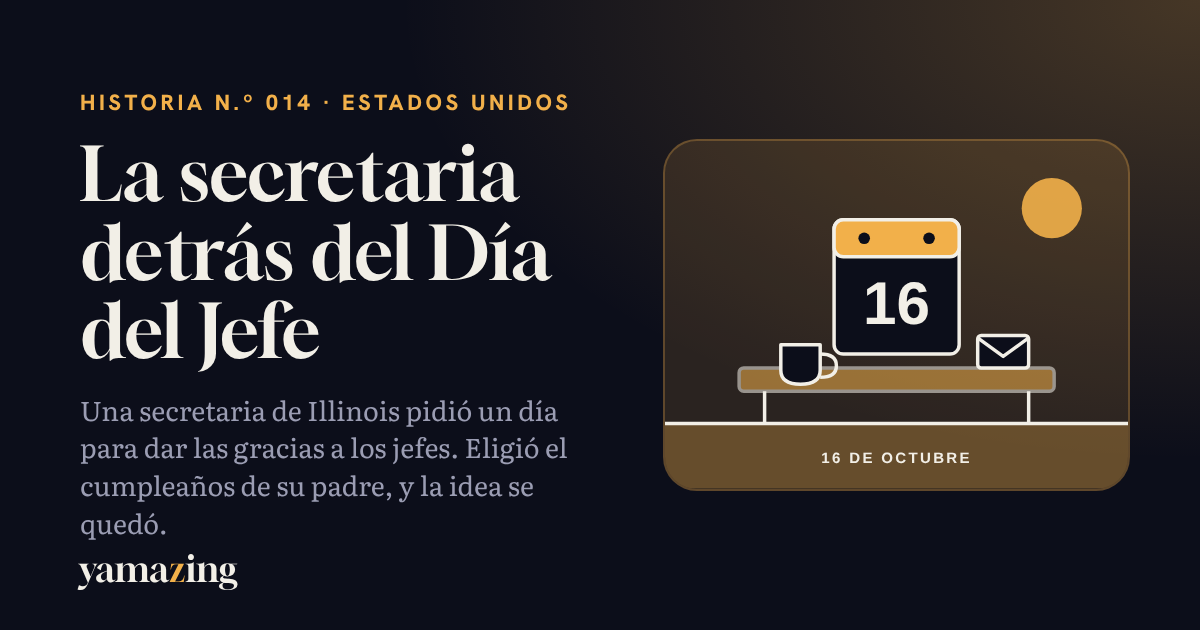 HISTORIA N.º 014 · ESTADOS UNIDOS
La secretaria
detrás del Día
del Jefe
Una secretaria de Illinois pidió un día
para dar las gracias a los jefes. Eligió el
cumpleaños de su padre, y la idea se
quedó.
yamazing
16
16 DE OCTUBRE